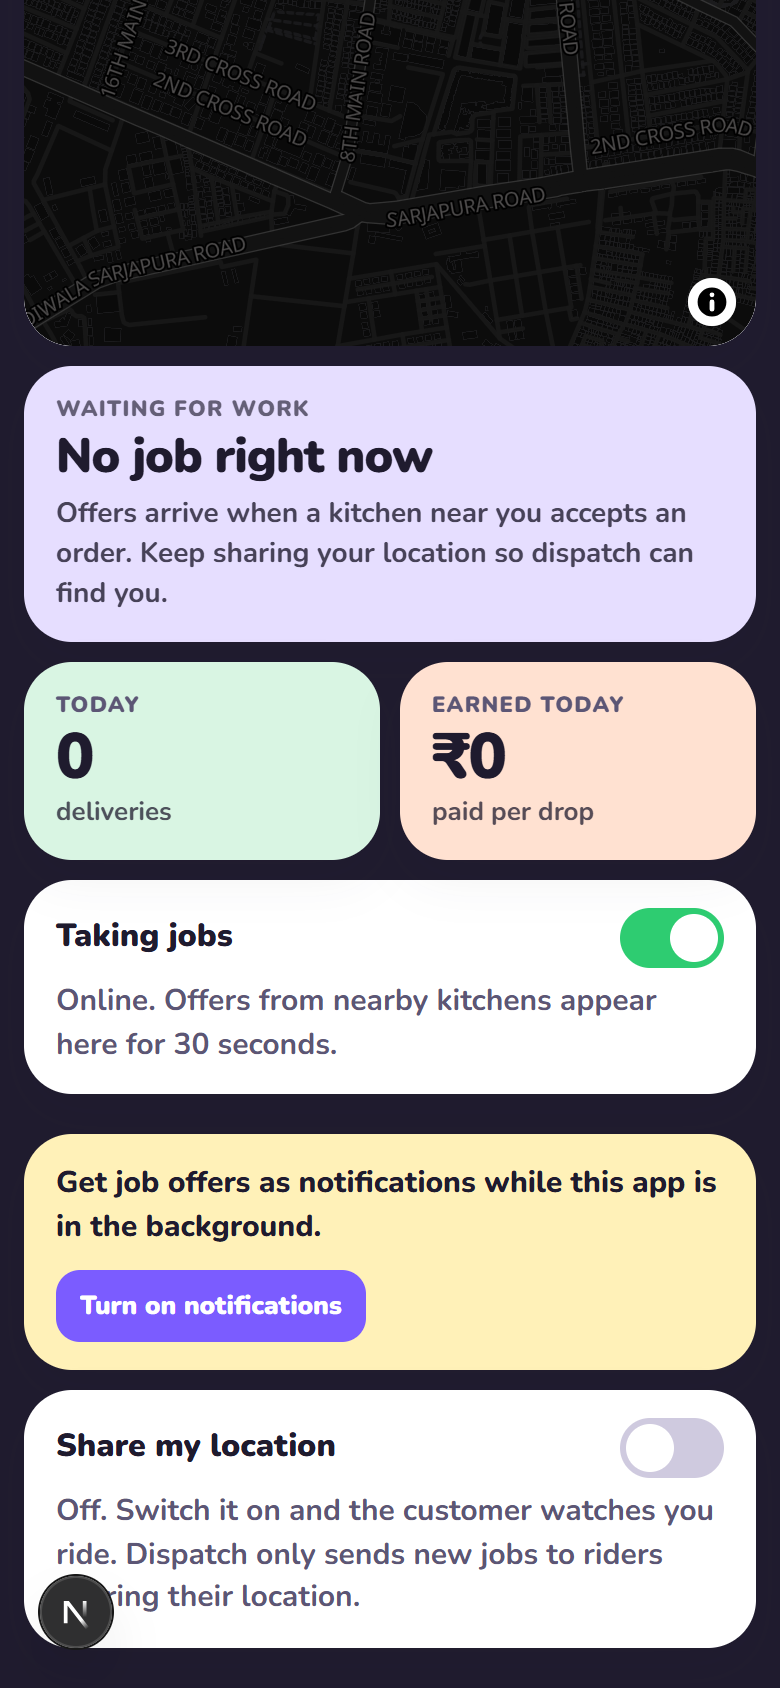 16TH MAIN
3RD CROSS ROAD
2ND CROSS ROAD
8TH MAIN ROAD
ROAD
2ND CROSS ROAD
SARJAPURA ROAD
DIWALA SARJAPURA ROAD
WAITING FOR WORK
No job right now
Offers arrive when a kitchen near you accepts an
order. Keep sharing your location so dispatch can
find you.
TODAY
EARNED TODAY
0
₹0
deliveries
paid per drop
Taking jobs
Online. Offers from nearby kitchens appear
here for 30 seconds.
Get job offers as notifications while this app is
in the background.
Turn on notifications
Share my location
Off. Switch it on and the customer watches you
ride. Dispatch only sends new jobs to riders
ring their location.
N